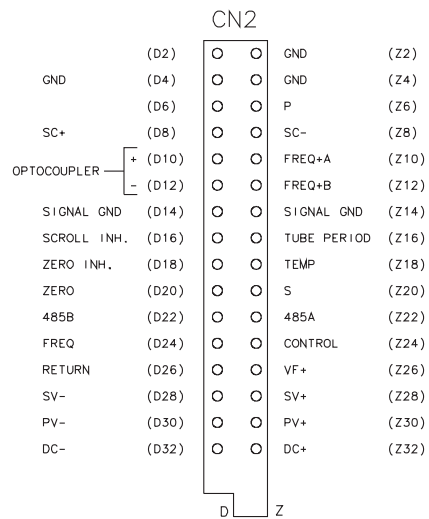 CN2
(D2) GND (Z2)
GND (D4) GND (Z4)
(D6) P (Z6)
SC+ (D8) SC- (Z8)
+ (D10) FREQ+A (Z10)
OPTOCOUPLER
- (D12) FREQ+B (Z12)
SIGNAL GND (D14) SIGNAL GND (Z14)
SCROLL INH. (D16) TUBE PERIOD (Z16)
ZERO INH. (D18) TEMP (Z18)
ZERO (D20) S (Z20)
485B (D22) 485A (Z22)
FREQ (D24) CONTROL (Z24)
RETURN (D26) VF+ (Z26)
SV- (D28) SV+ (Z28)
PV- (D30) PV+ (Z30)
DC- (D32) DC+ (Z32)
D Z